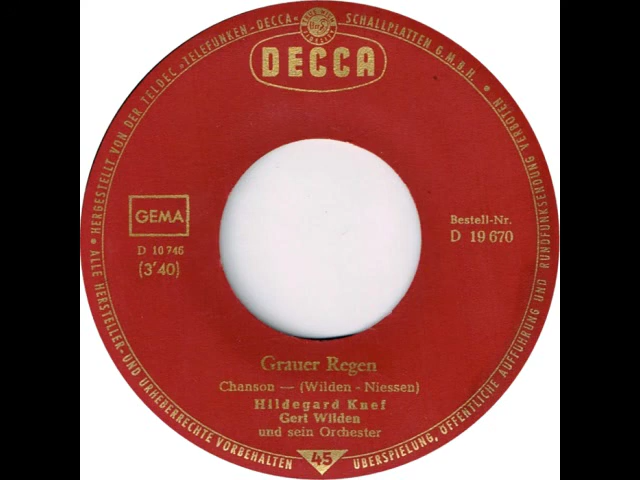 • ALLE HERSTELLER- UND URHEBERRECHTE VORBEHALTEN
• HERGESTELLT VON DER TELDEC »TELEFUNKEN-DECCA« SCHALLPLATTEN G.M.B.H.
ÜBERSPIELUNG, ÖFFENTLICHE AUFFÜHRUNG UND RUNDFUNKSENDUNG VERBOTEN
DECCA
GEMA
D 10 746
(3'40)
Bestell-Nr.
D 19 670
Grauer Regen
Chanson — (Wilden - Niessen)
Hildegard Knef
Gert Wilden
und sein Orchester
45